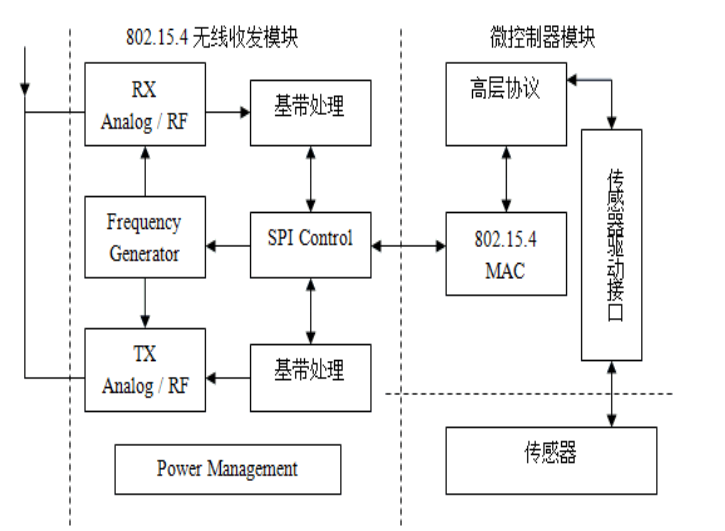 802.15.4 无线收发模块
微控制器模块
RX
Analog / RF
基带处理
高层协议
传感器驱动接口
Frequency
Generator
SPI Control
802.15.4
MAC
TX
Analog / RF
基带处理
Power Management
传感器